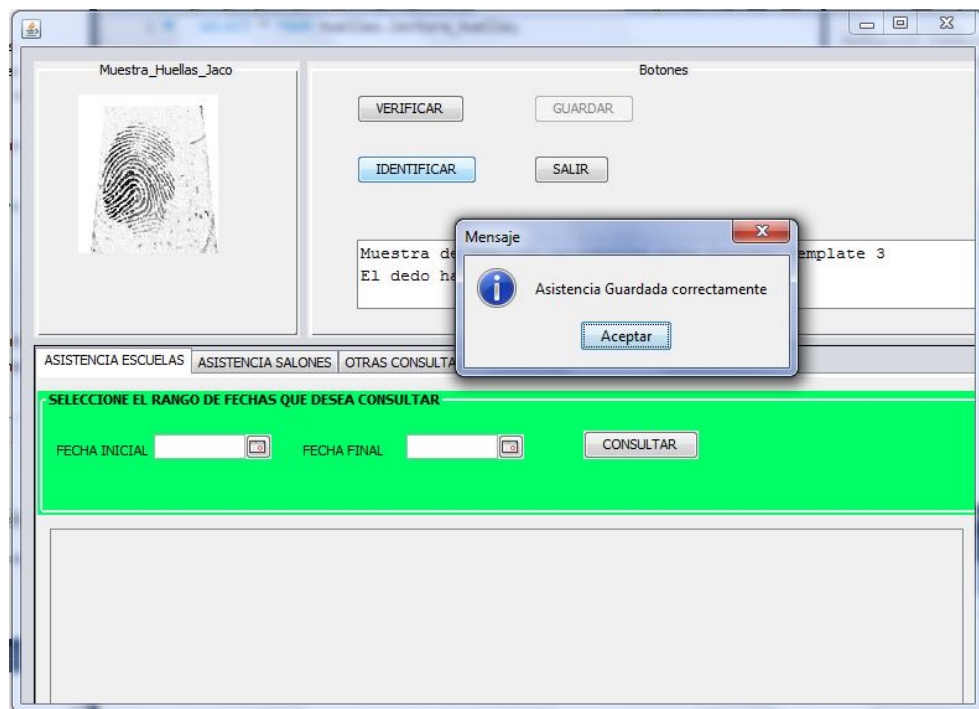 Muestra_Huellas_Jaco
Botones
VERIFICAR
GUARDAR
IDENTIFICAR
SALIR
Muestra de
emplate 3
El dedo ha
Mensaje
Asistencia Guardada correctamente
Aceptar
ASISTENCIA ESCUELAS
ASISTENCIA SALONES
OTRAS CONSULTA
SELECCIONE EL RANGO DE FECHAS QUE DESEA CONSULTAR
FECHA INICIAL
FECHA FINAL
CONSULTAR